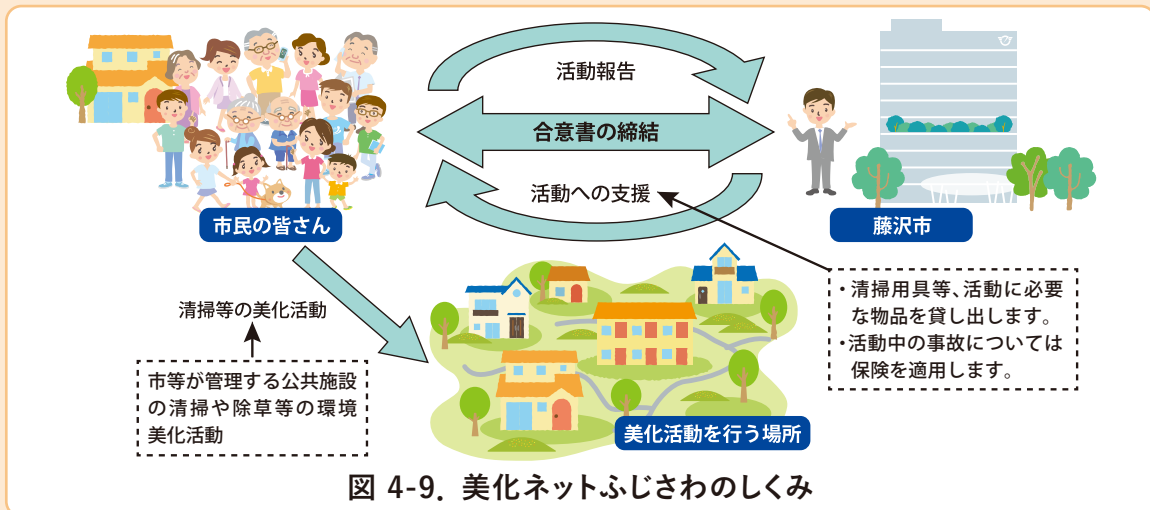 活動報告
合意書の締結
活動への支援
市民の皆さん
藤沢市
清掃等の美化活動
・清掃用具等、活動に必要
な物品を貸し出します。
・活動中の事故については
保険を適用します。
市等が管理する公共施設
の清掃や除草等の環境
美化活動
美化活動を行う場所
図 4-9. 美化ネットふじさわのしくみ